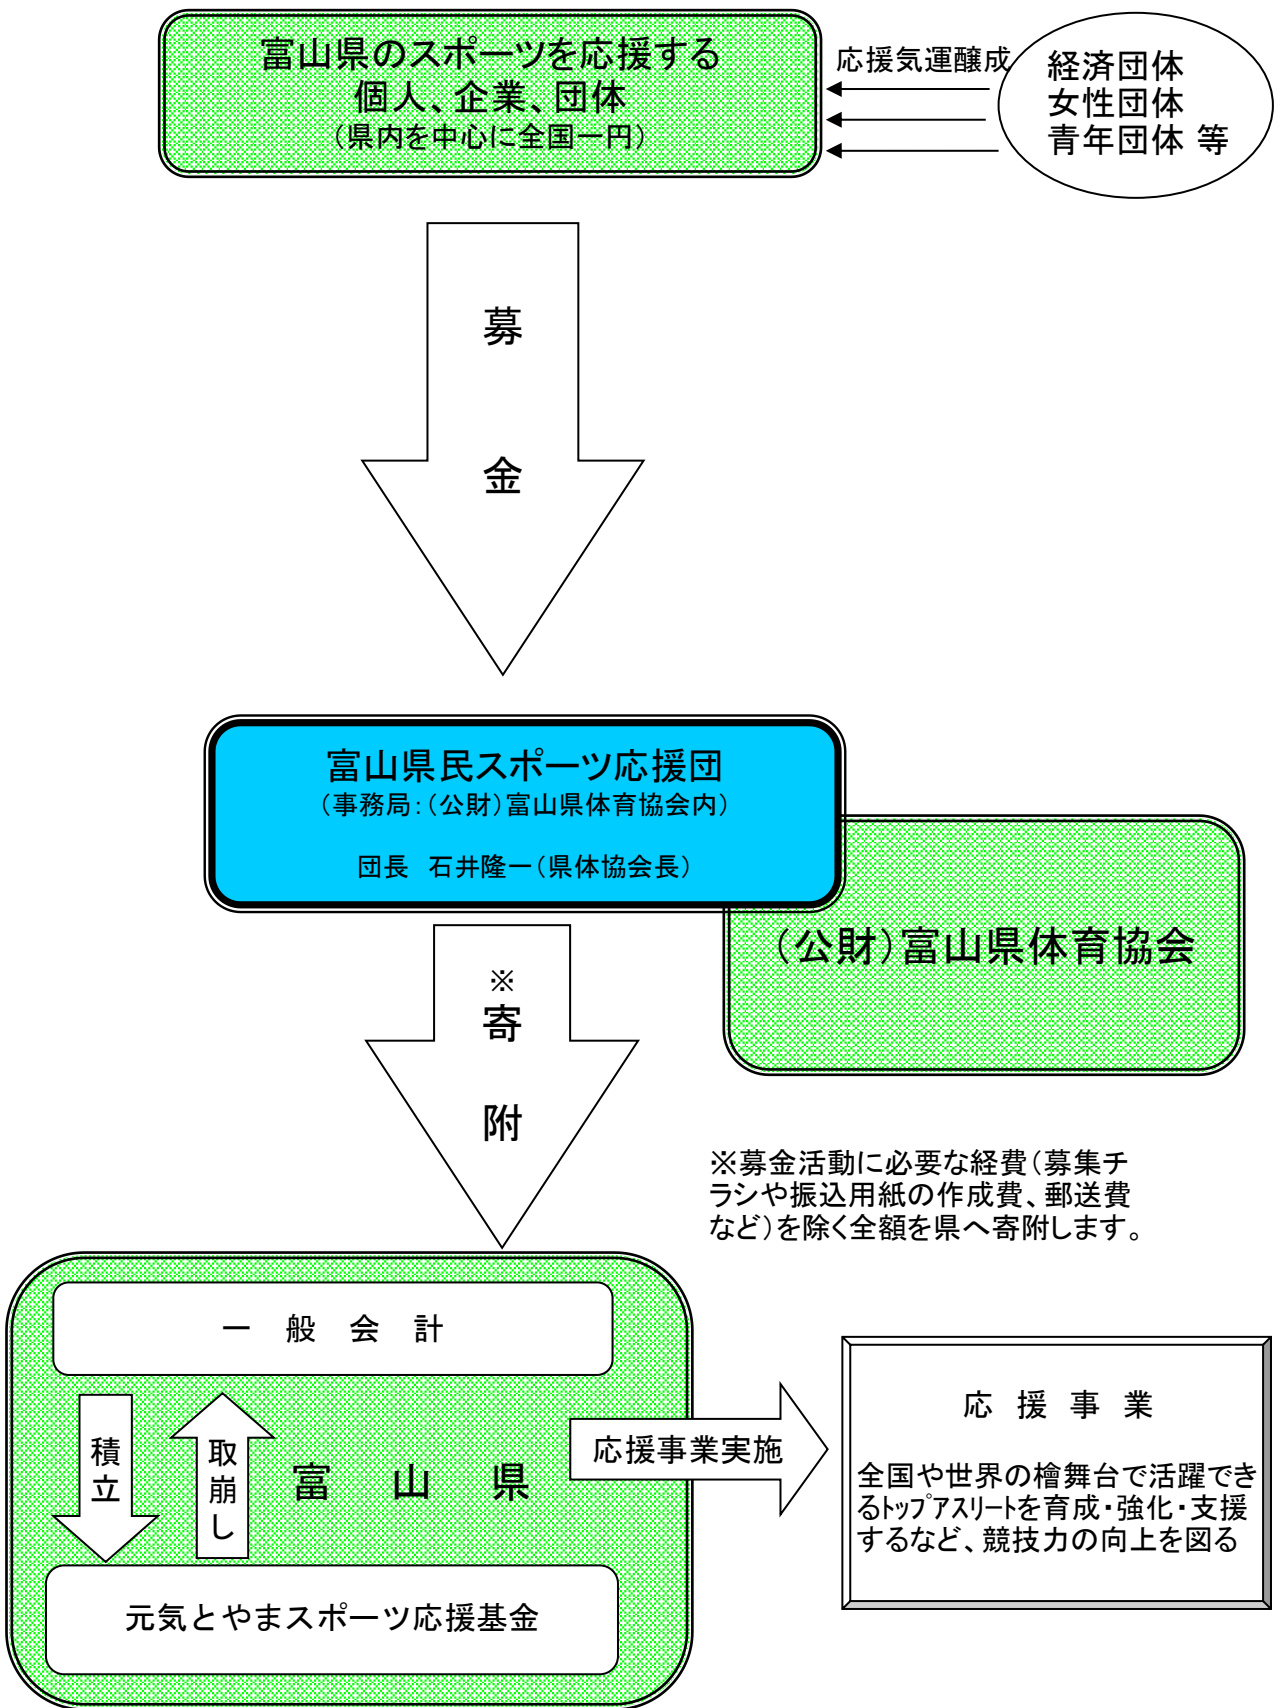 富山県のスポーツを応援する
個人、企業、団体
（県内を中心に全国一円）
応援気運醸成
経済団体
女性団体
青年団体 等
募
金
富山県民スポーツ応援団
（事務局：（公財）富山県体育協会内）
団長　石井隆一（県体協会長）
（公財）富山県体育協会
※
寄
附
※募金活動に必要な経費（募集チ
ラシや振込用紙の作成費、郵送費
など）を除く全額を県へ寄附します。
一　般　会　計
積
立
取
崩
し
富　山　県
応援事業実施
応　援　事　業
全国や世界の檜舞台で活躍でき
るﾄｯﾌﾟｱｽﾘｰﾄを育成・強化・支援
するなど、競技力の向上を図る
元気とやまスポーツ応援基金